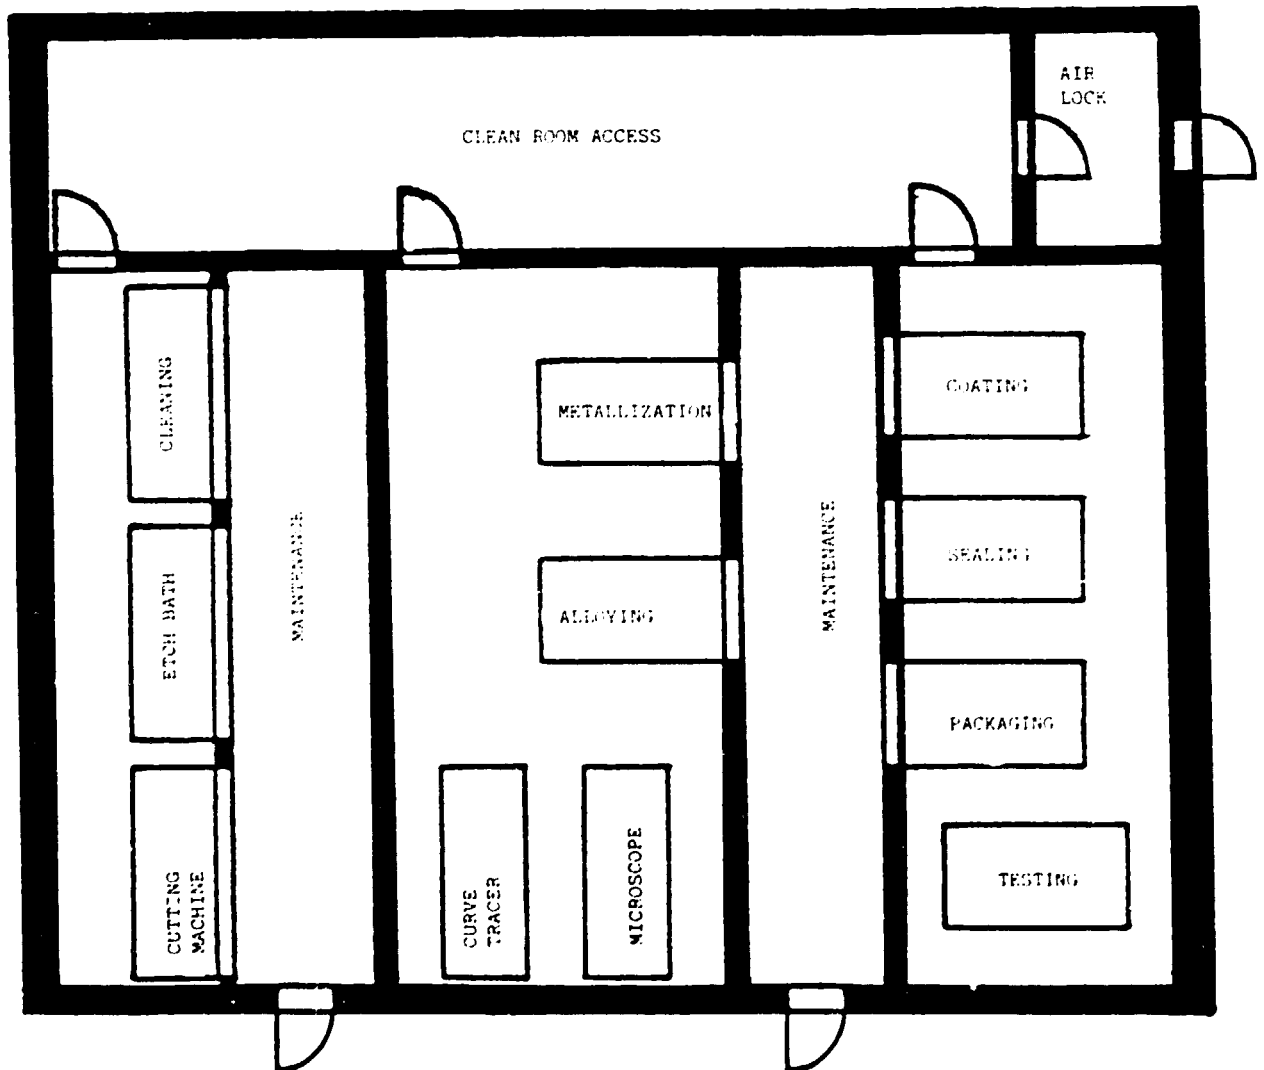 AIR
LOCK
CLEAN ROOM ACCESS
CLEANING
METALLIZATION
COATING
MAINTENANCE
MAINTENANCE
SEALING
ETCH BATH
ALLOYING
PACKAGING
CUTTING
MACHINE
CURVE
TRACER
MICROSCOPE
TESTING